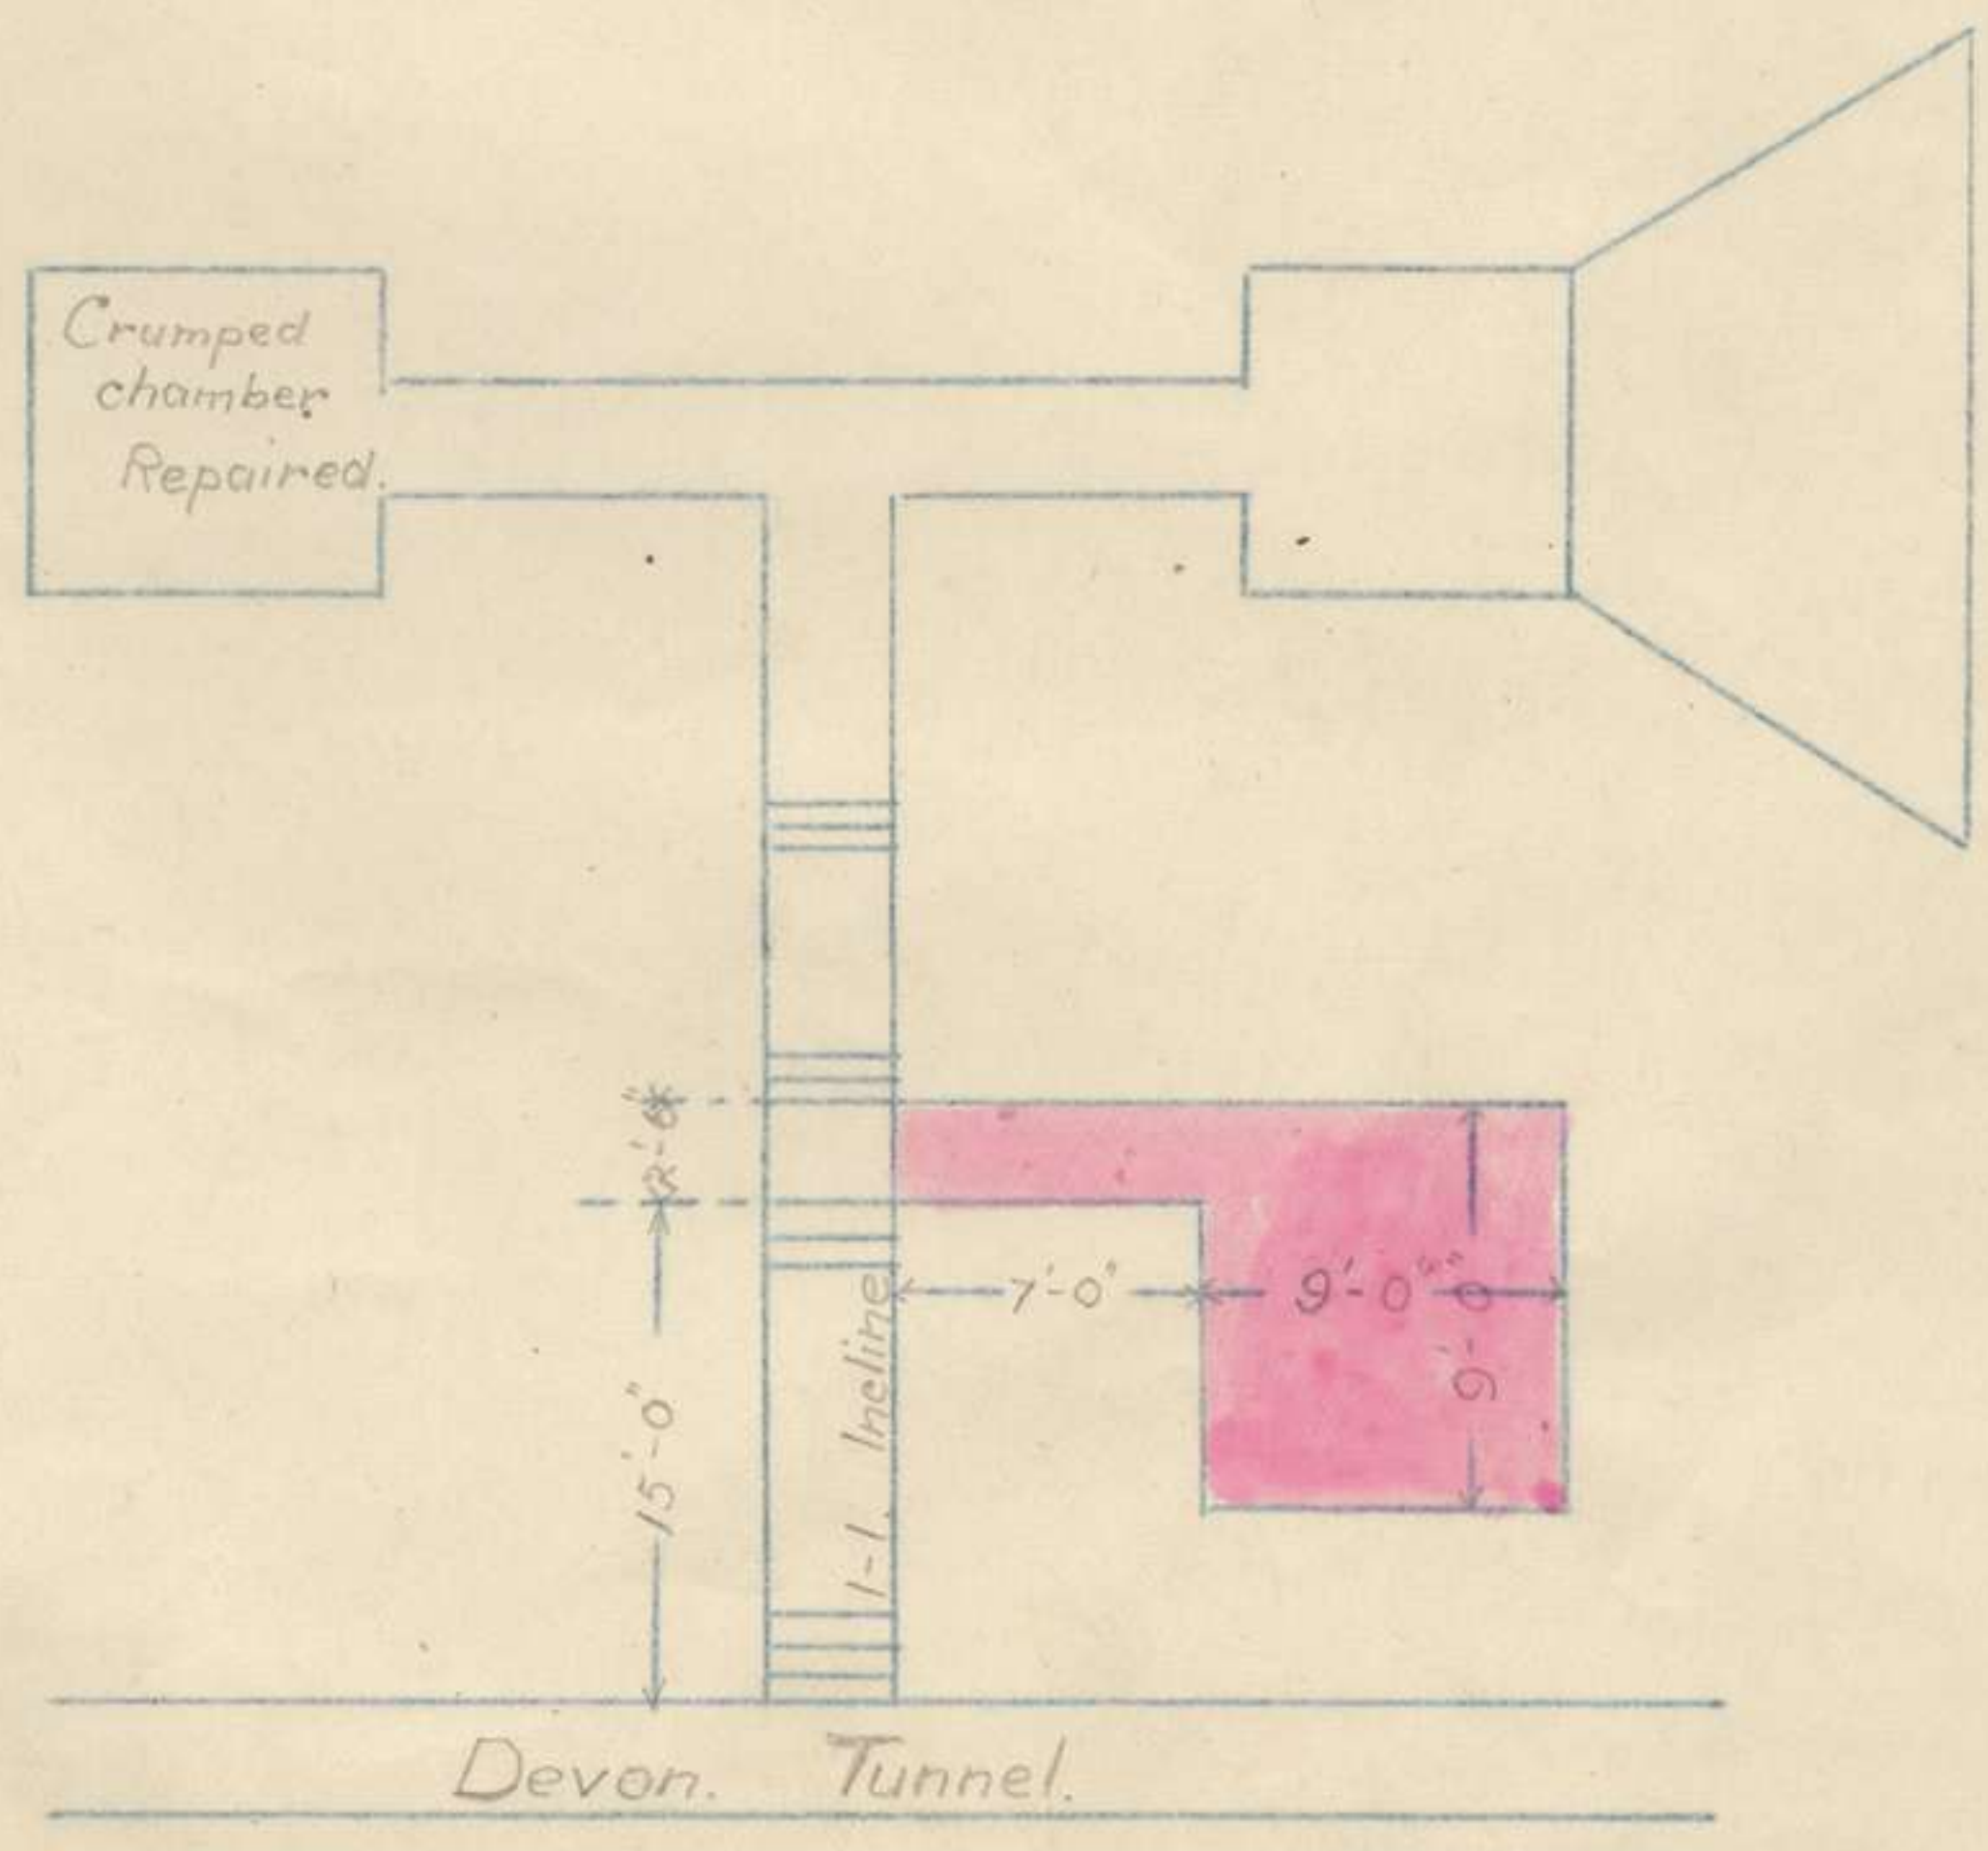 Crumped
chamber
Repaired.
2'-6"
7'-0"
9'-0"
9'-0"
15'-0"
1-1. Incline
Devon. Tunnel.